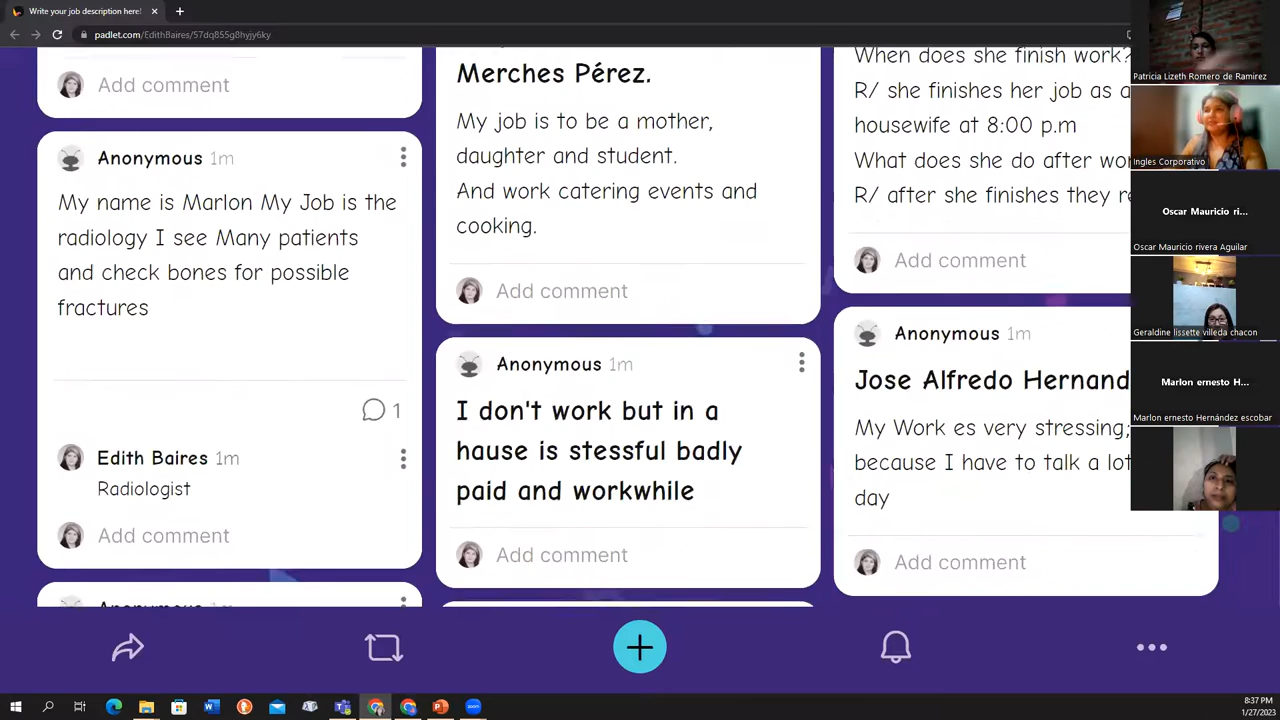 Write your job description here!
padlet.com/EdithBaires/57dq855g8hyjy6ky
Add comment
Anonymous 1m
My name is Marlon My Job is the
radiology I see Many patients
and check bones for possible
fractures
1
Edith Baires 1m
Radiologist
Add comment
Merches Pérez.
My job is to be a mother,
daughter and student.
And work catering events and
cooking.
Add comment
Anonymous 1m
I don't work but in a
hause is stessful badly
paid and workwhile
Add comment
When does she finish work?
R/ she finishes her job as a
housewife at 8:00 p.m
What does she do after
R/ after she finishes they
Add comment
Anonymous 1m
Jose Alfredo
My Work es very stressing;
because I have to talk a lot
day
Add comment
Patricia Lizeth Romero de Ramirez
Ingles Corporativo
Oscar Mauricio ri...
Oscar Mauricio rivera Aguilar
Geraldine lissette villeda chacon
Marlon ernesto H...
Marlon ernesto Hernández escobar
8:37 PM
1/27/2023